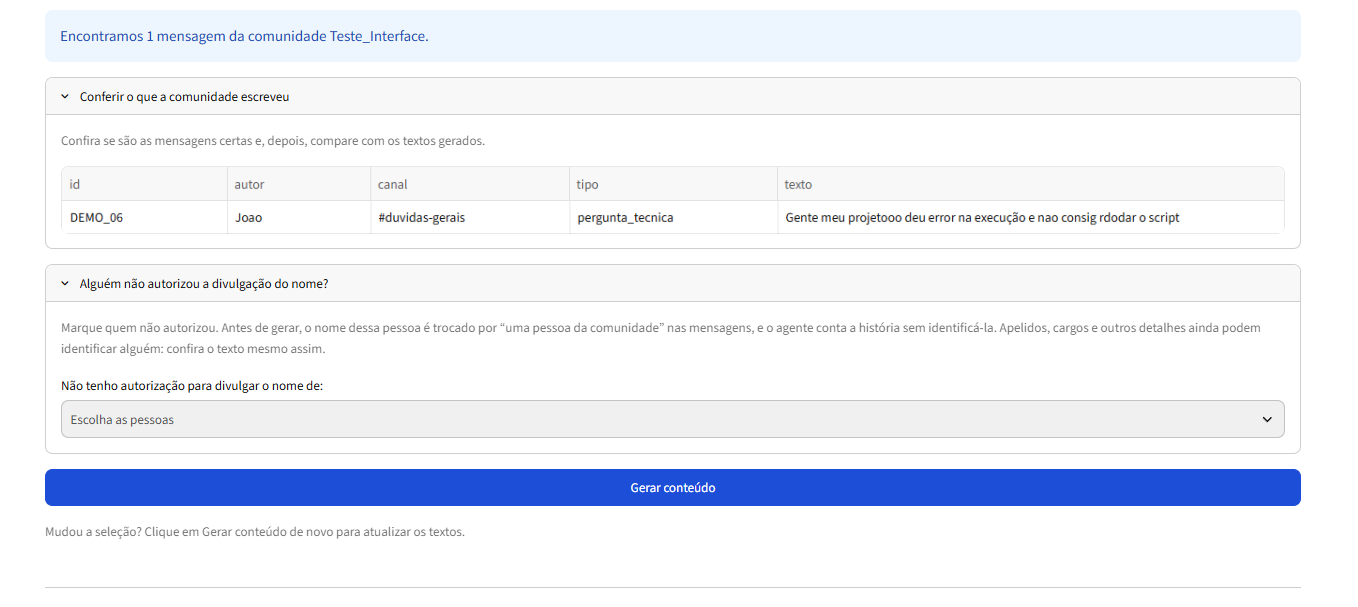 Encontramos 1 mensagem da comunidade Teste_Interface.
Conferir o que a comunidade escreveu
Confira se são as mensagens certas e, depois, compare com os textos gerados.
id autor canal tipo texto
DEMO_06 Joao #duvidas-gerais pergunta_tecnica Gente meu projetooo deu error na execução e nao consig rdodar o script
Alguém não autorizou a divulgação do nome?
Marque quem não autorizou. Antes de gerar, o nome dessa pessoa é trocado por “uma pessoa da comunidade” nas mensagens, e o agente conta a história sem identificá-la. Apelidos, cargos e outros detalhes ainda podem
identificar alguém: confira o texto mesmo assim.
Não tenho autorização para divulgar o nome de:
Escolha as pessoas
Gerar conteúdo
Mudou a seleção? Clique em Gerar conteúdo de novo para atualizar os textos.